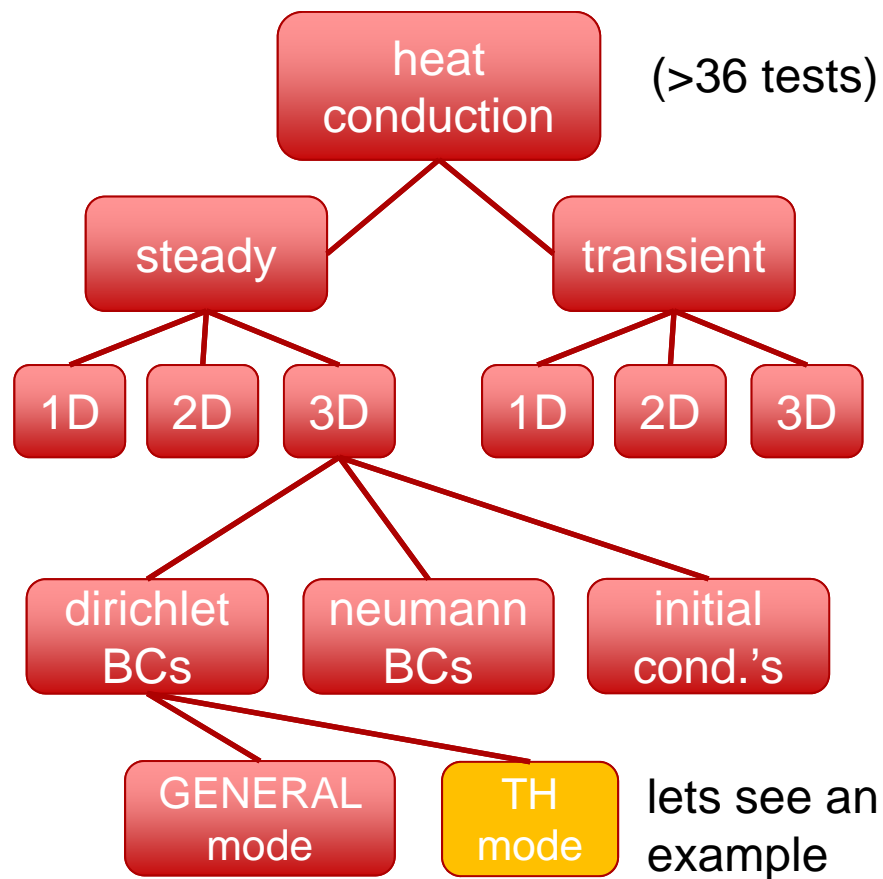 heat
conduction
(>36 tests)
steady
transient
1D
2D
3D
1D
2D
3D
dirichlet
BCs
neumann
BCs
initial
cond.'s
GENERAL
mode
TH
mode
lets see an
example